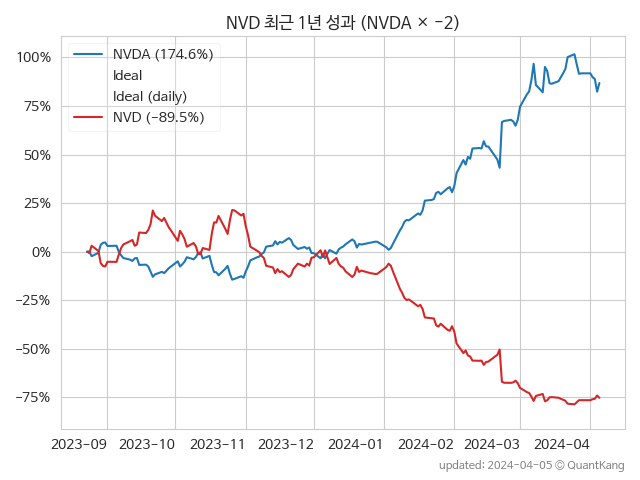 NVD 최근 1년 성과 (NVDA × −2)
NVDA (174.6%)
Ideal
Ideal (daily)
NVD (−89.5%)
100%
75%
50%
25%
0%
−25%
−50%
−75%
2023−09 2023−10 2023−11 2023−12 2024−01 2024−02 2024−03 2024−04
updated: 2024−04−05 © QuantKang